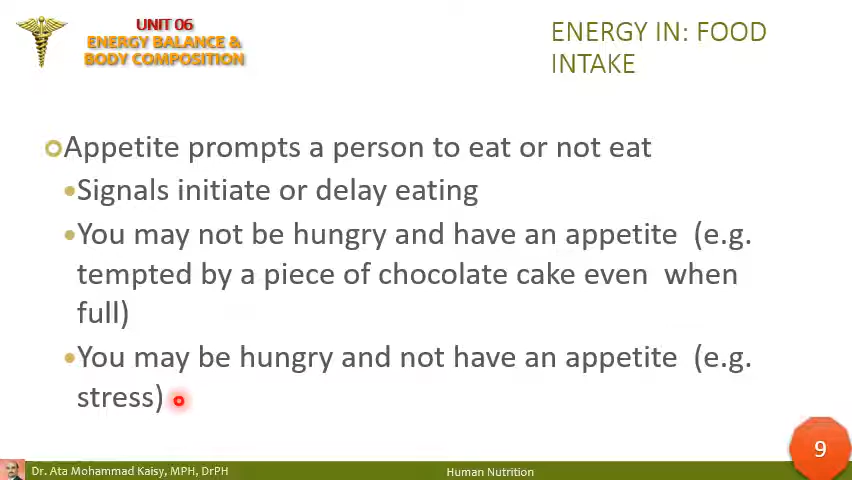 UNIT 06
ENERGY BALANCE &
BODY COMPOSITION
ENERGY IN: FOOD
INTAKE
Appetite prompts a person to eat or not eat
Signals initiate or delay eating
You may not be hungry and have an appetite (e.g.
tempted by a piece of chocolate cake even when
full)
You may be hungry and not have an appetite (e.g.
stress)
9
Dr. Ata Mohammad Kaisy, MPH, DrPH
Human Nutrition